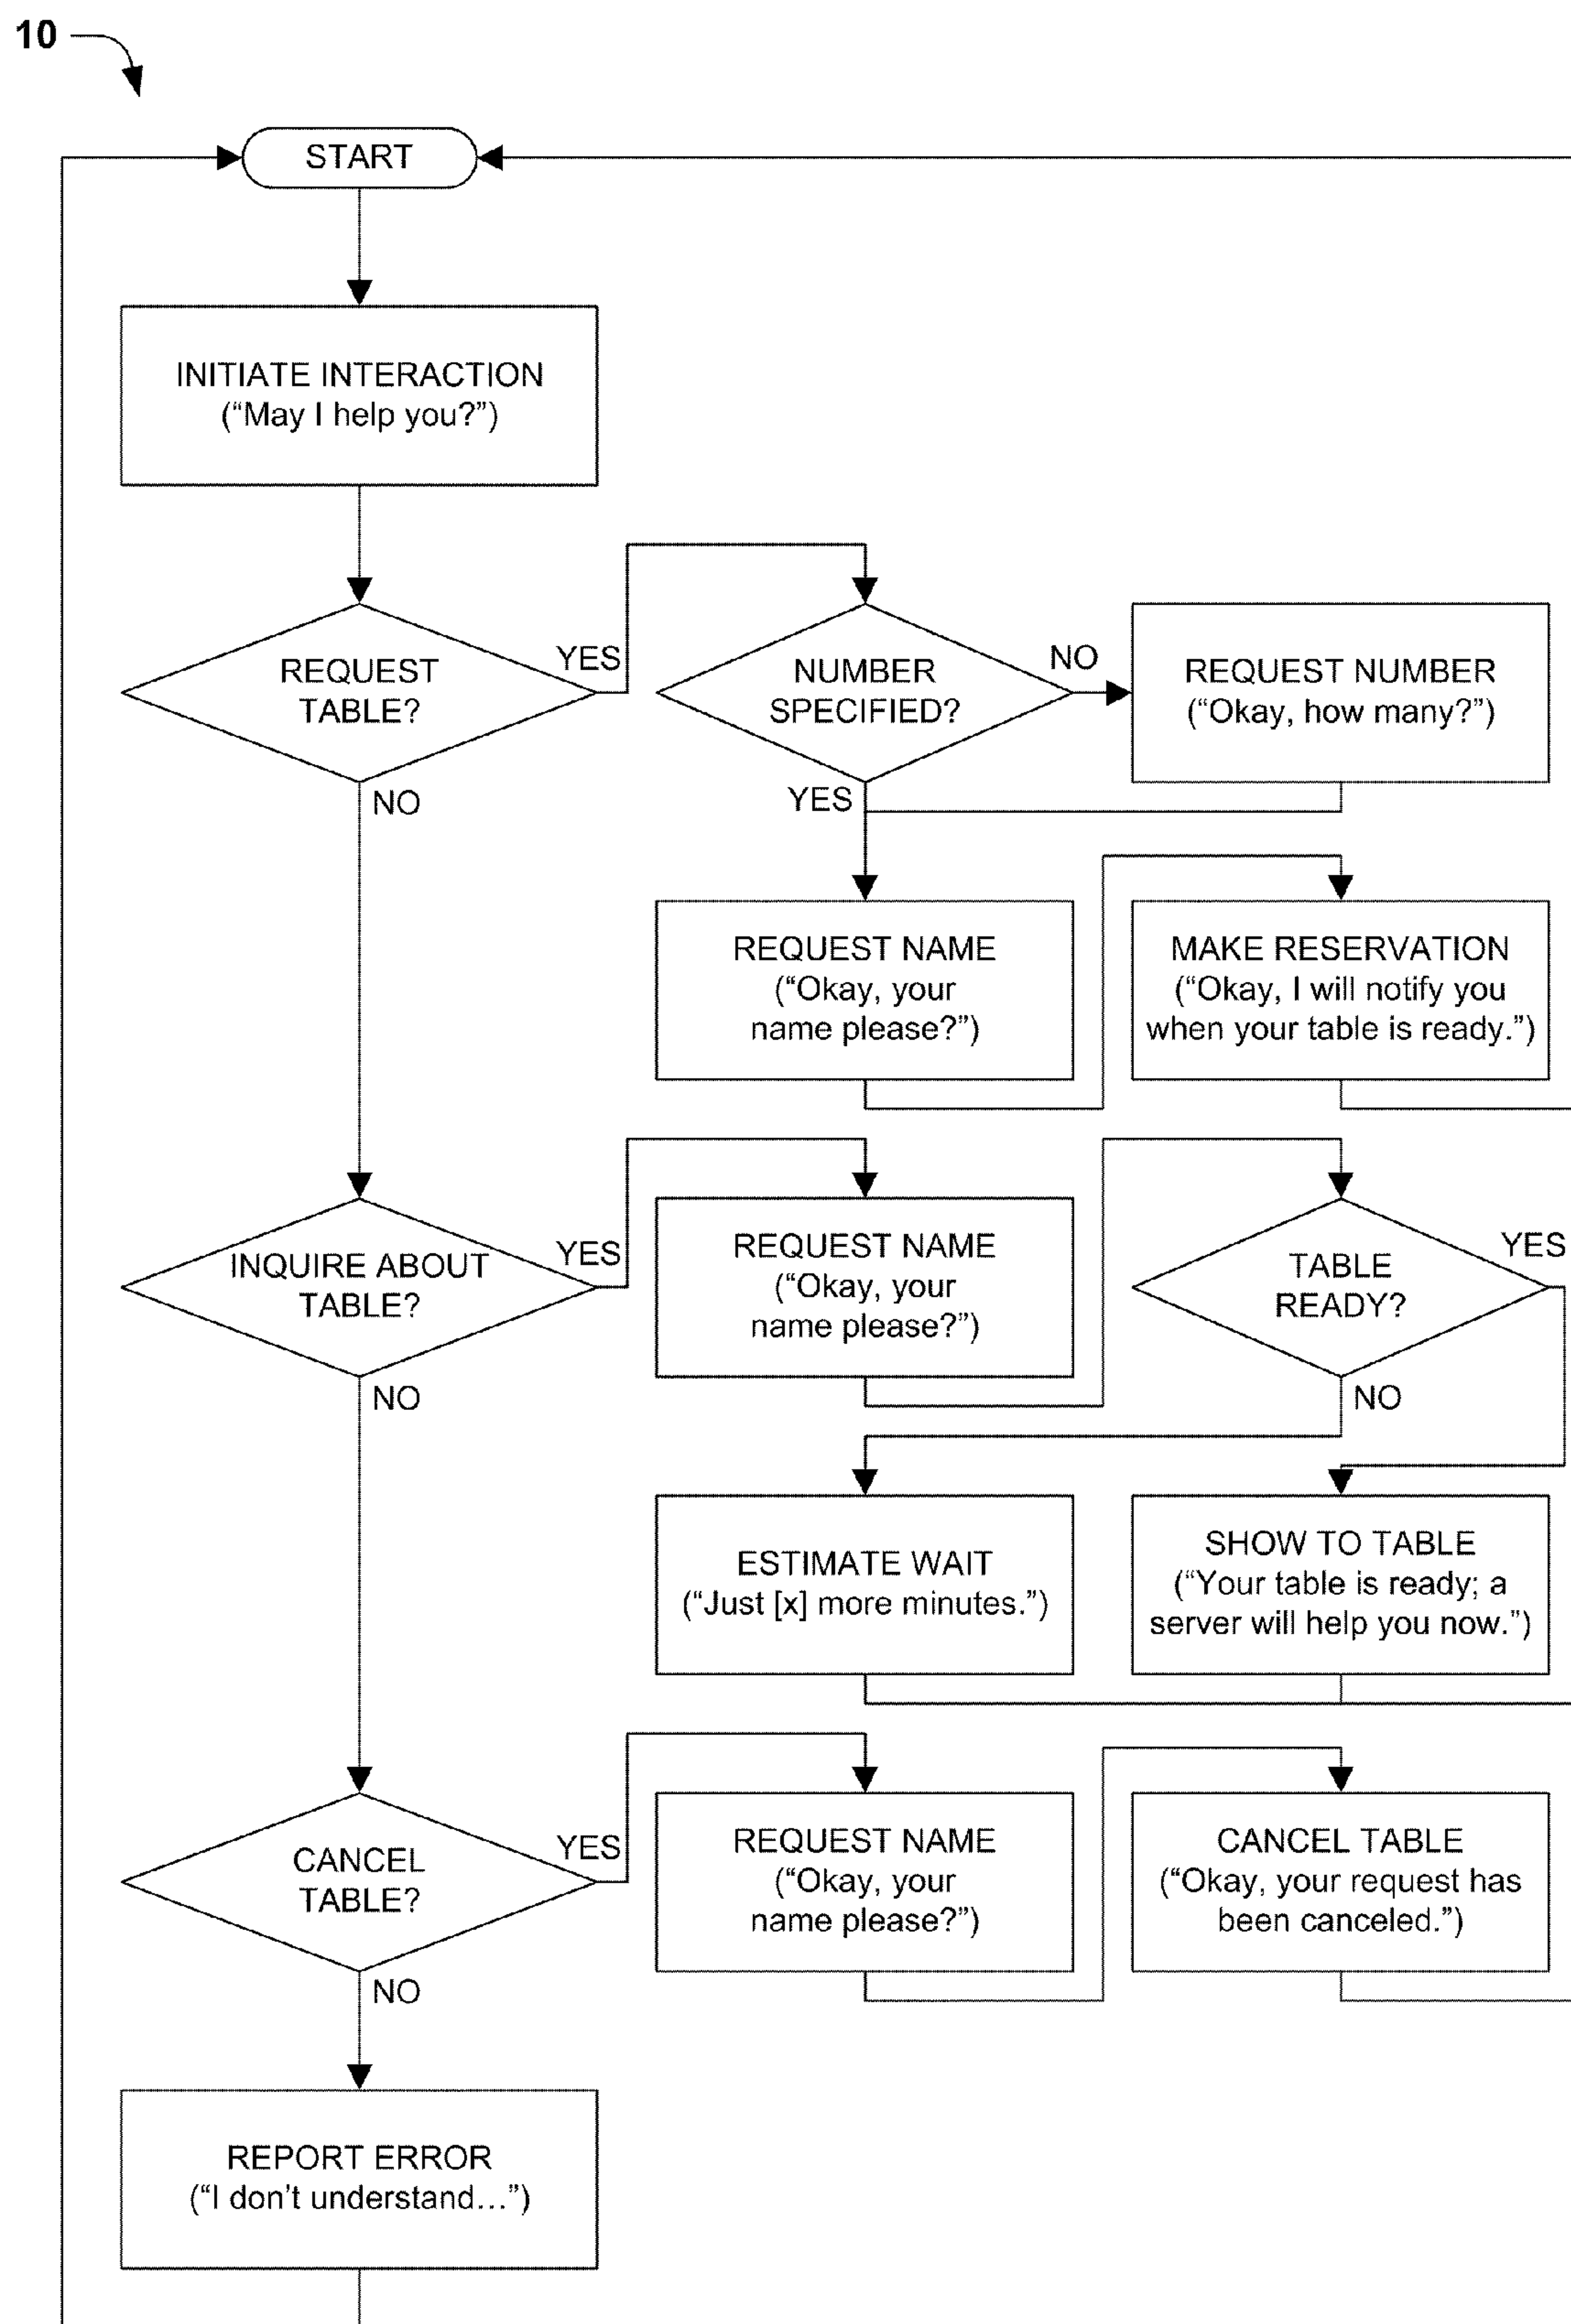 10
START
INITIATE INTERACTION
(“May I help you?”)
REQUEST
TABLE?
YES
NO
NUMBER
SPECIFIED?
NO
YES
REQUEST NUMBER
(“Okay, how many?”)
REQUEST NAME
(“Okay, your
name please?”)
MAKE RESERVATION
(“Okay, I will notify you
when your table is ready.”)
INQUIRE ABOUT
TABLE?
YES
NO
REQUEST NAME
(“Okay, your
name please?”)
TABLE
READY?
YES
NO
ESTIMATE WAIT
(“Just [x] more minutes.”)
SHOW TO TABLE
(“Your table is ready; a
server will help you now.”)
CANCEL
TABLE?
YES
NO
REQUEST NAME
(“Okay, your
name please?”)
CANCEL TABLE
(“Okay, your request has
been canceled.”)
REPORT ERROR
(“I don’t understand…”)